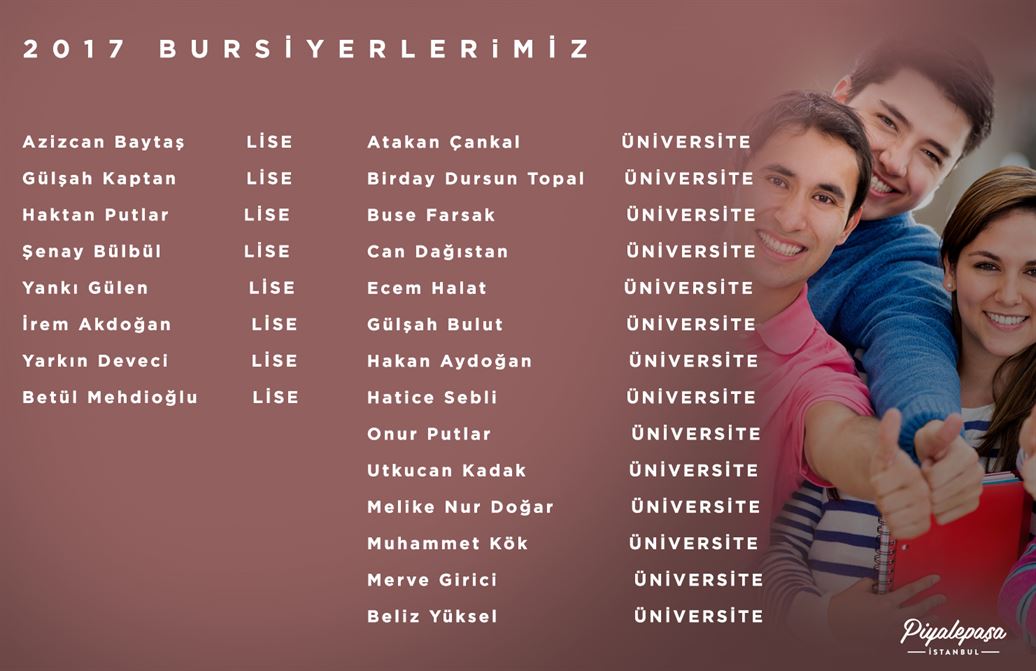 2017 BURSİYERLERiMİZ
Azizcan Baytaş LİSE
Gülşah Kaptan LİSE
Haktan Putlar LİSE
Şenay Bülbül LİSE
Yankı Gülen LİSE
İrem Akdoğan LİSE
Yarkın Deveci LİSE
Betül Mehdioğlu LİSE
Atakan Çankal ÜNİVERSİTE
Birday Dursun Topal ÜNİVERSİTE
Buse Farsak ÜNİVERSİTE
Can Dağıstan ÜNİVERSİTE
Ecem Halat ÜNİVERSİTE
Gülşah Bulut ÜNİVERSİTE
Hakan Aydoğan ÜNİVERSİTE
Hatice Sebli ÜNİVERSİTE
Onur Putlar ÜNİVERSİTE
Utkucan Kadak ÜNİVERSİTE
Melike Nur Doğar ÜNİVERSİTE
Muhammet Kök ÜNİVERSİTE
Merve Girici ÜNİVERSİTE
Beliz Yüksel ÜNİVERSİTE
Piyalepaşa
İSTANBUL